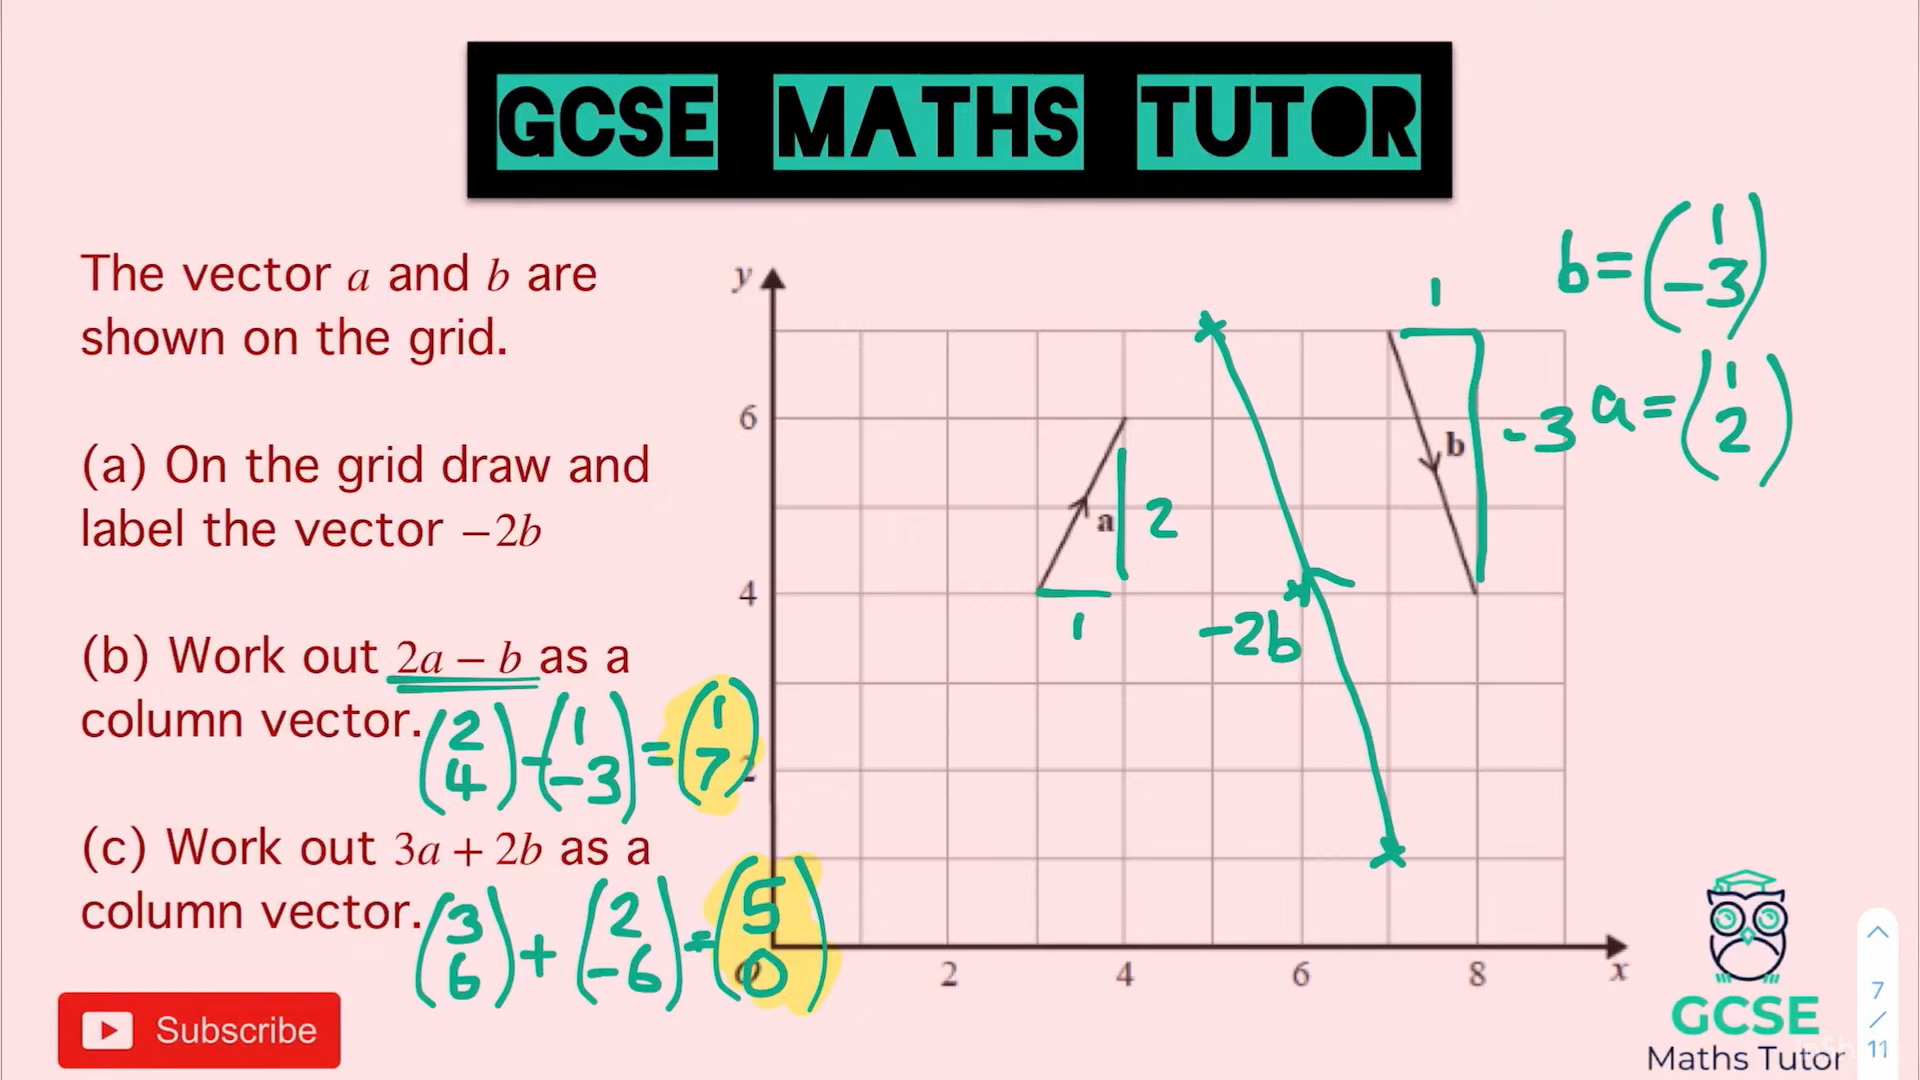 GCSE MATHS TUTOR
The vector a and b are
shown on the grid.
(a) On the grid draw and
label the vector −2b
(b) Work out 2a − b as a
column vector.
(2 4) - (1 -3) = (1 7)
(c) Work out 3a + 2b as a
column vector.
(3 6) + (2 -6) = (5 0)
Subscribe
y
6
4
2
O
2
4
6
8
x
a
2
1
-2b
b
1
-3
b = (1 -3)
a = (1 2)
GCSE
Maths Tutor
7
/
11